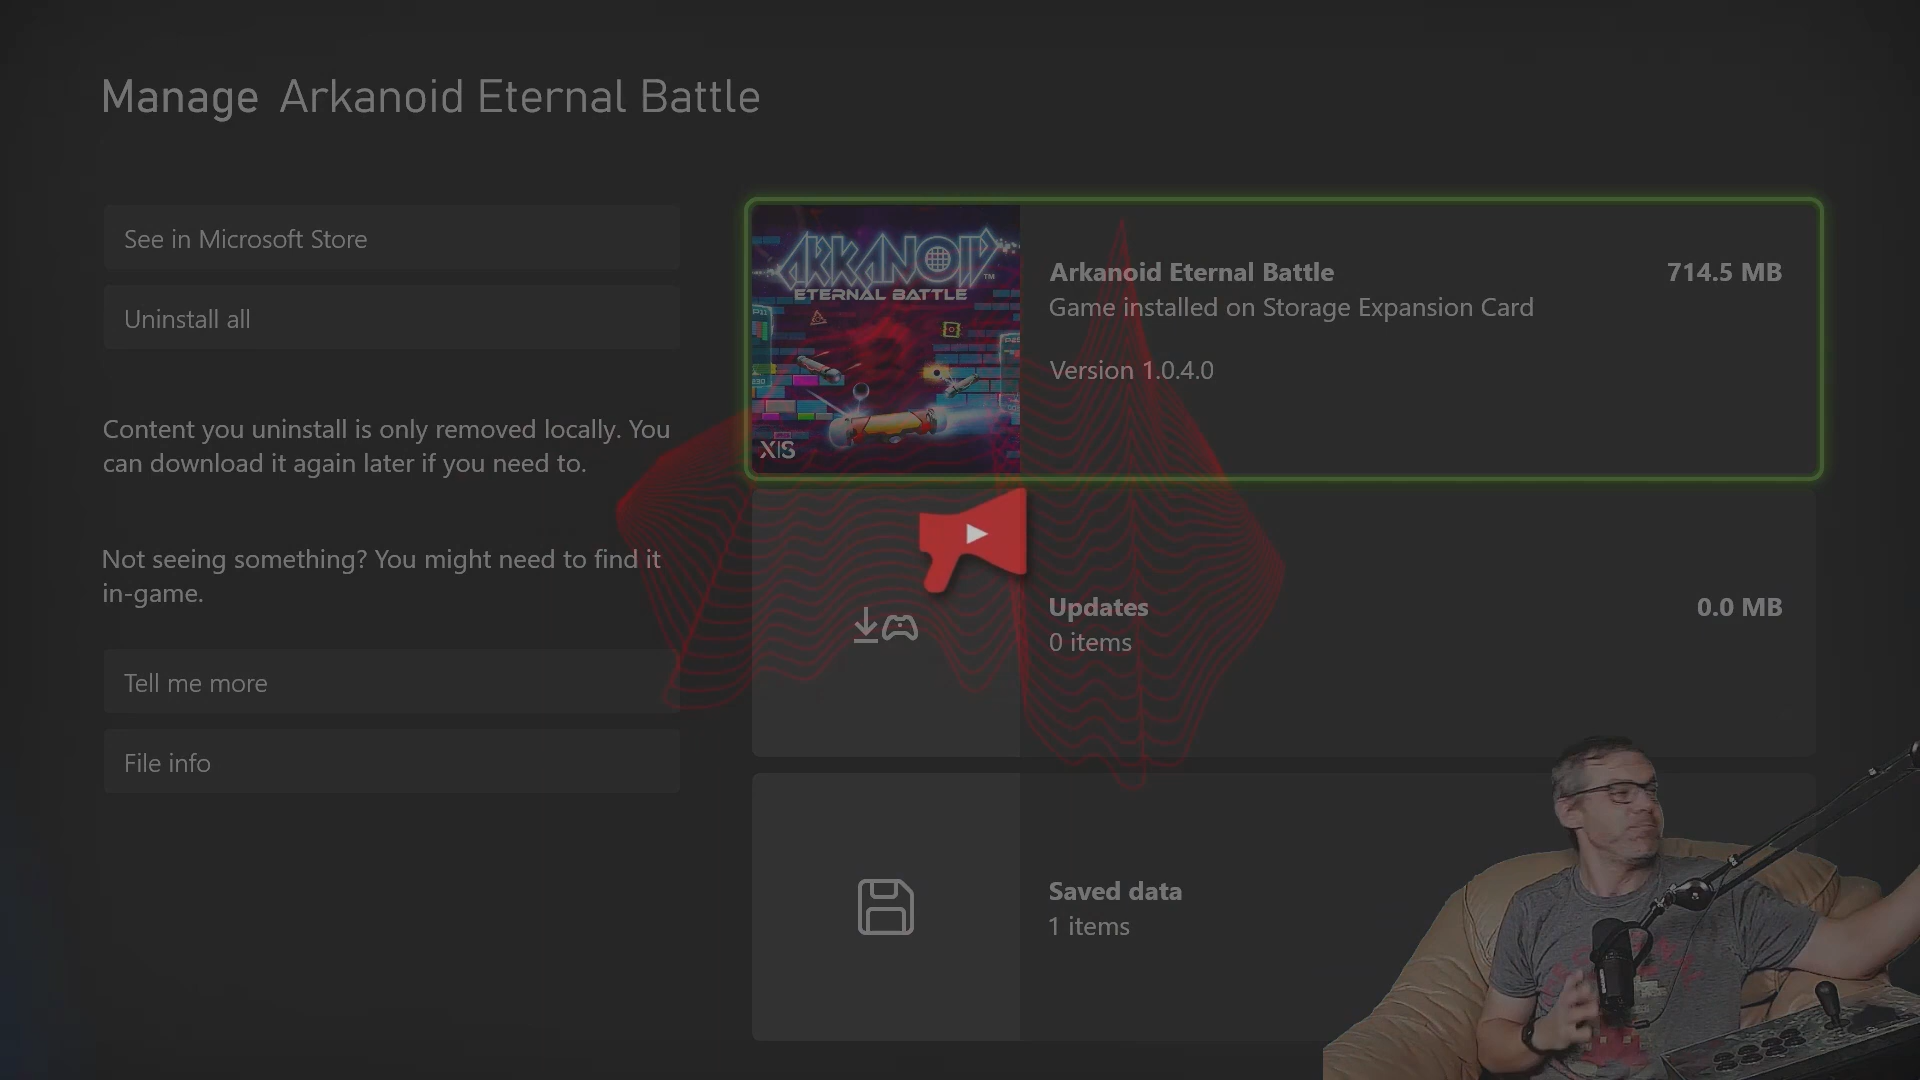 Manage Arkanoid Eternal Battle
See in Microsoft Store
Uninstall all
Content you uninstall is only removed locally. You
can download it again later if you need to.
Not seeing something? You might need to find it
in-game.
Tell me more
File info
ARKANOID™
ETERNAL BATTLE
X|S
Arkanoid Eternal Battle
714.5 MB
Game installed on Storage Expansion Card
Version 1.0.4.0
Updates
0.0 MB
0 items
Saved data
1 items